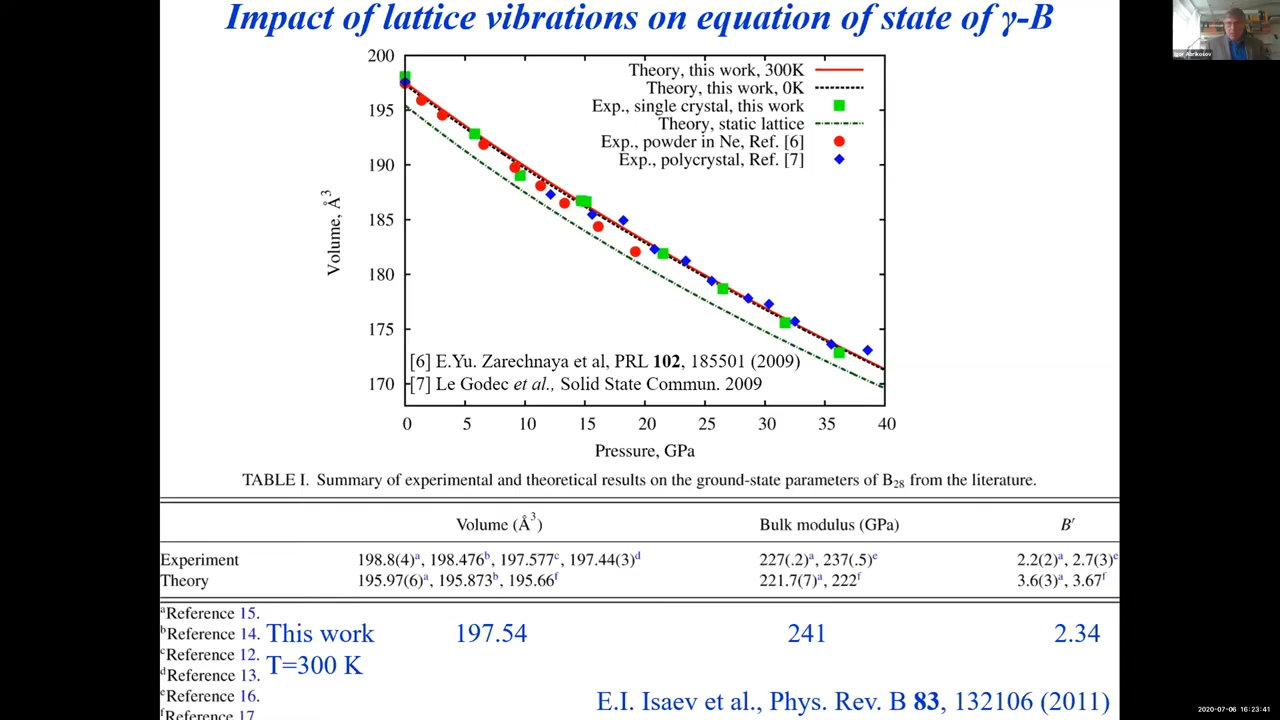 Impact of lattice vibrations on equation of state of γ-B
Igor Abrikosov
200
195
190
185
180
175
170
Volume, Å3
Theory, this work, 300K
Theory, this work, 0K
Exp., single crystal, this work
Theory, static lattice
Exp., powder in Ne, Ref. [6]
Exp., polycrystal, Ref. [7]
[6] E.Yu. Zarechnaya et al, PRL 102, 185501 (2009)
[7] Le Godec et al., Solid State Commun. 2009
0 5 10 15 20 25 30 35 40
Pressure, GPa
TABLE I. Summary of experimental and theoretical results on the ground-state parameters of B28 from the literature.
Volume (Å3) Bulk modulus (GPa) B′
Experiment 198.8(4)a, 198.476b, 197.577c, 197.44(3)d 227(.2)a, 237(.5)e 2.2(2)a, 2.7(3)e
Theory 195.97(6)a, 195.873b, 195.66f 221.7(7)a, 222f 3.6(3)a, 3.67f
aReference 15.
bReference 14.
cReference 12.
dReference 13.
eReference 16.
fReference 17
This work 197.54 241 2.34
T=300 K
E.I. Isaev et al., Phys. Rev. B 83, 132106 (2011)
2020-07-06 16:23:41